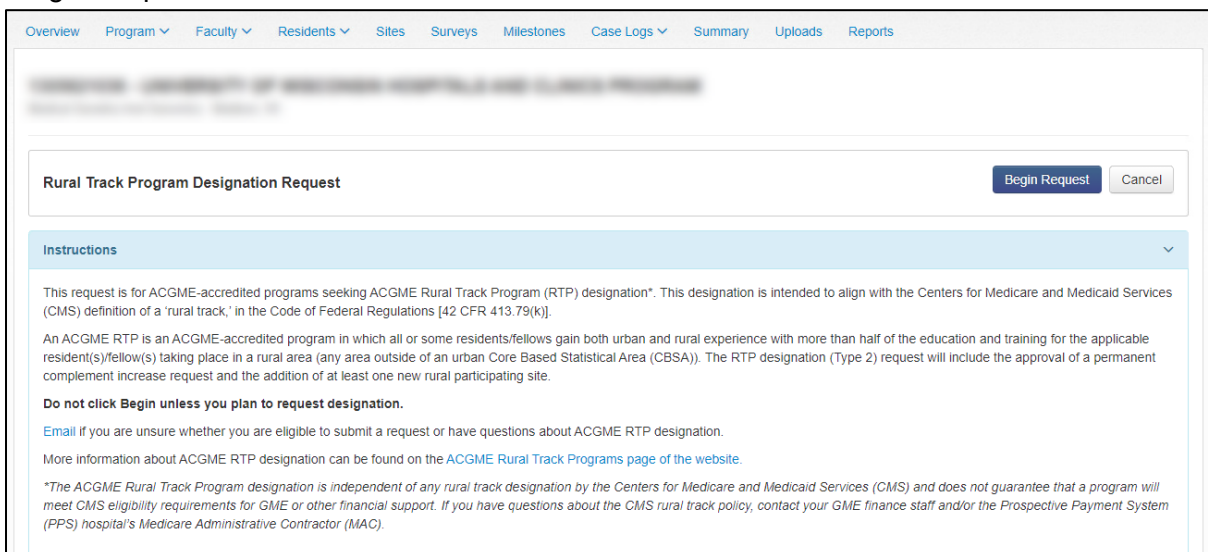 Overview Program Faculty Residents Sites Surveys Milestones Case Logs Summary Uploads Reports
Rural Track Program Designation Request
Begin Request Cancel
Instructions
This request is for ACGME-accredited programs seeking ACGME Rural Track Program (RTP) designation*. This designation is intended to align with the Centers for Medicare and Medicaid Services
(CMS) definition of a 'rural track,' in the Code of Federal Regulations [42 CFR 413.79(k)].
An ACGME RTP is an ACGME-accredited program in which all or some residents/fellows gain both urban and rural experience with more than half of the education and training for the applicable
resident(s)/fellow(s) taking place in a rural area (any area outside of an urban Core Based Statistical Area (CBSA)). The RTP designation (Type 2) request will include the approval of a permanent
complement increase request and the addition of at least one new rural participating site.
Do not click Begin unless you plan to request designation.
Email if you are unsure whether you are eligible to submit a request or have questions about ACGME RTP designation.
More information about ACGME RTP designation can be found on the ACGME Rural Track Programs page of the website.
*The ACGME Rural Track Program designation is independent of any rural track designation by the Centers for Medicare and Medicaid Services (CMS) and does not guarantee that a program will
meet CMS eligibility requirements for GME or other financial support. If you have questions about the CMS rural track policy, contact your GME finance staff and/or the Prospective Payment System
(PPS) hospital's Medicare Administrative Contractor (MAC).